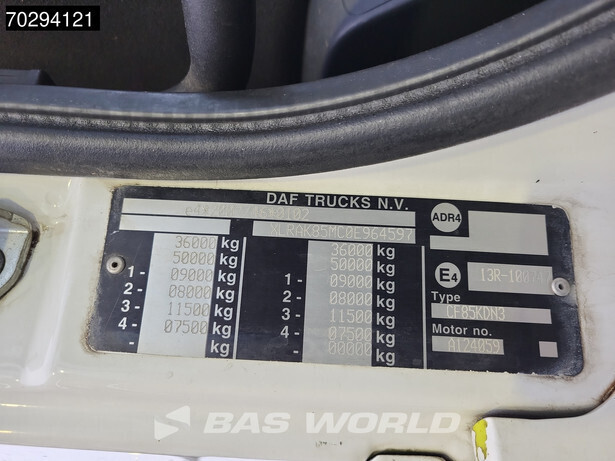 70294121
DAF TRUCKS N.V.
XLRAK85MC0E964597
36000 kg
50000 kg
1 - 09000 kg
2 - 08000 kg
3 - 11500 kg
4 - 07500 kg
- kg
36000 kg
50000 kg
1 - 09000 kg
2 - 08000 kg
3 - 11500 kg
4 - 07500 kg
- 00000 kg
ADR4
E4
Type
CF85KDN3
Motor no.
A124059
BAS WORLD